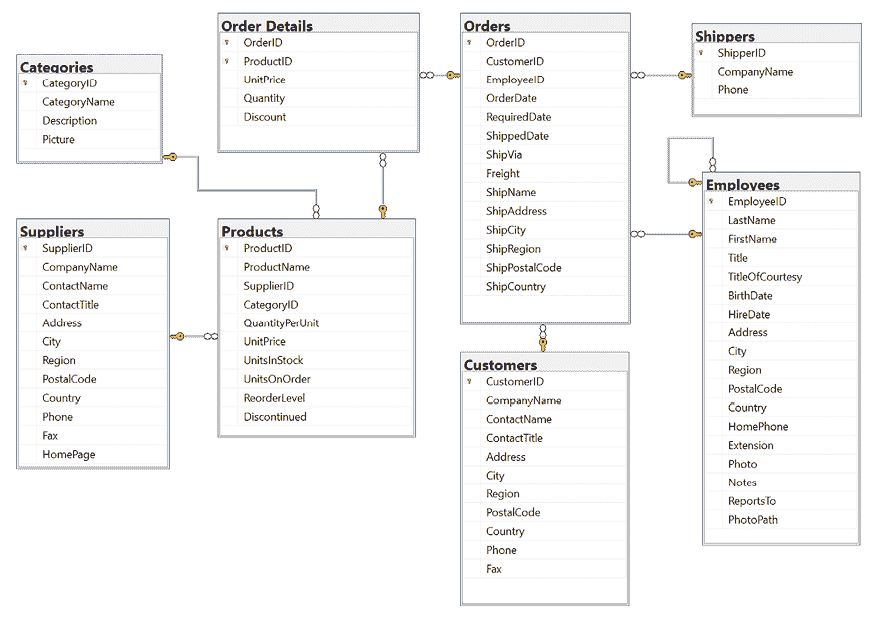 Categories
CategoryID
CategoryName
Description
Picture
Order Details
OrderID
ProductID
UnitPrice
Quantity
Discount
Orders
OrderID
CustomerID
EmployeeID
OrderDate
RequiredDate
ShippedDate
ShipVia
Freight
ShipName
ShipAddress
ShipCity
ShipRegion
ShipPostalCode
ShipCountry
Shippers
ShipperID
CompanyName
Phone
Suppliers
SupplierID
CompanyName
ContactName
ContactTitle
Address
City
Region
PostalCode
Country
Phone
Fax
HomePage
Products
ProductID
ProductName
SupplierID
CategoryID
QuantityPerUnit
UnitPrice
UnitsInStock
UnitsOnOrder
ReorderLevel
Discontinued
Customers
CustomerID
CompanyName
ContactName
ContactTitle
Address
City
Region
PostalCode
Country
Phone
Fax
Employees
EmployeeID
LastName
FirstName
Title
TitleOfCourtesy
BirthDate
HireDate
Address
City
Region
PostalCode
Country
HomePhone
Extension
Photo
Notes
ReportsTo
PhotoPath